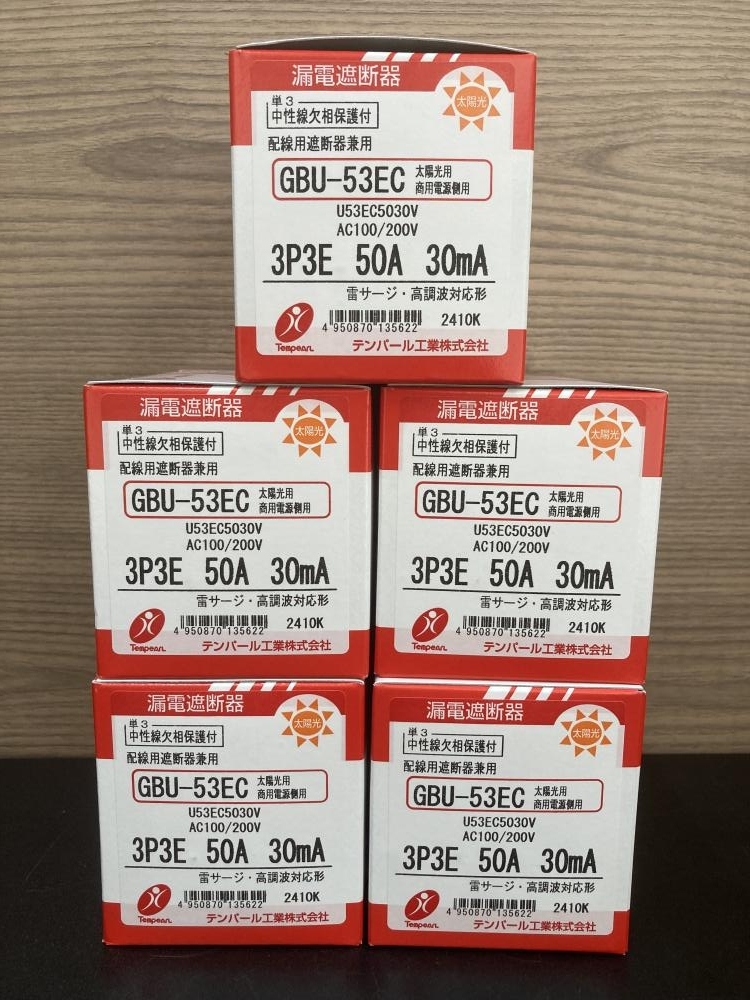 漏電遮断器
太陽光
単3
中性線欠相保護付
配線用遮断器兼用
GBU-53EC 太陽光用
商用電源側用
U53EC5030V
AC100/200V
3P3E 50A 30mA
雷サージ・高調波対応形
4 950870 135622 2410K
Tempearl テンパール工業株式会社
漏電遮断器
太陽光
単3
中性線欠相保護付
配線用遮断器兼用
GBU-53EC 太陽光用
商用電源側用
U53EC5030V
AC100/200V
3P3E 50A 30mA
雷サージ・高調波対応形
4 950870 135622 2410K
Tempearl テンパール工業株式会社
漏電遮断器
太陽光
単3
中性線欠相保護付
配線用遮断器兼用
GBU-53EC 太陽光用
商用電源側用
U53EC5030V
AC100/200V
3P3E 50A 30mA
雷サージ・高調波対応形
4 950870 135622 2410K
Tempearl テンパール工業株式会社
漏電遮断器
太陽光
単3
中性線欠相保護付
配線用遮断器兼用
GBU-53EC 太陽光用
商用電源側用
U53EC5030V
AC100/200V
3P3E 50A 30mA
雷サージ・高調波対応形
4 950870 135622 2410K
Tempearl テンパール工業株式会社
漏電遮断器
太陽光
単3
中性線欠相保護付
配線用遮断器兼用
GBU-53EC 太陽光用
商用電源側用
U53EC5030V
AC100/200V
3P3E 50A 30mA
雷サージ・高調波対応形
4 950870 135622 2410K
Tempearl テンパール工業株式会社